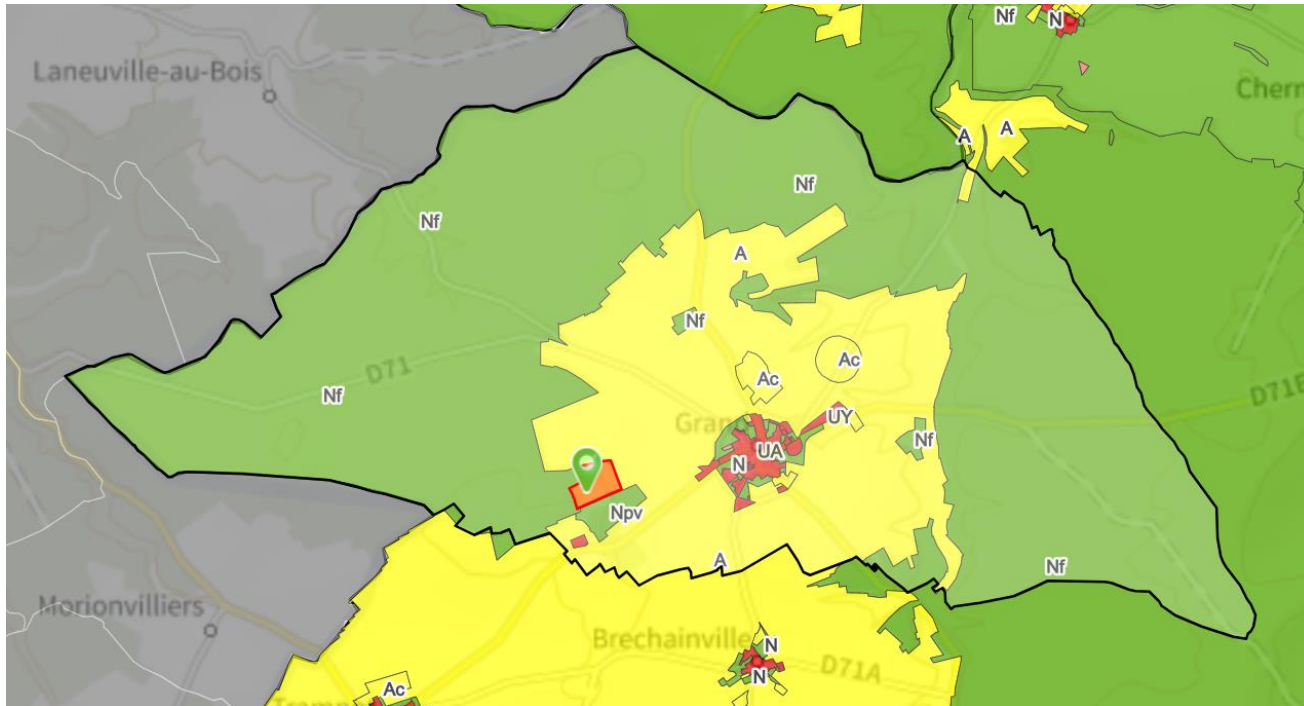 Nf
N
Laneuville-au-Bois
Cherm
A
A
Nf
Nf
A
Nf
Ac
Ac
D71
D71E
Nf
Gran
UY
UA
Nf
N
Npv
A
Nf
Morionvilliers
Brechainville
N
D71A
N
Ac
Tramp